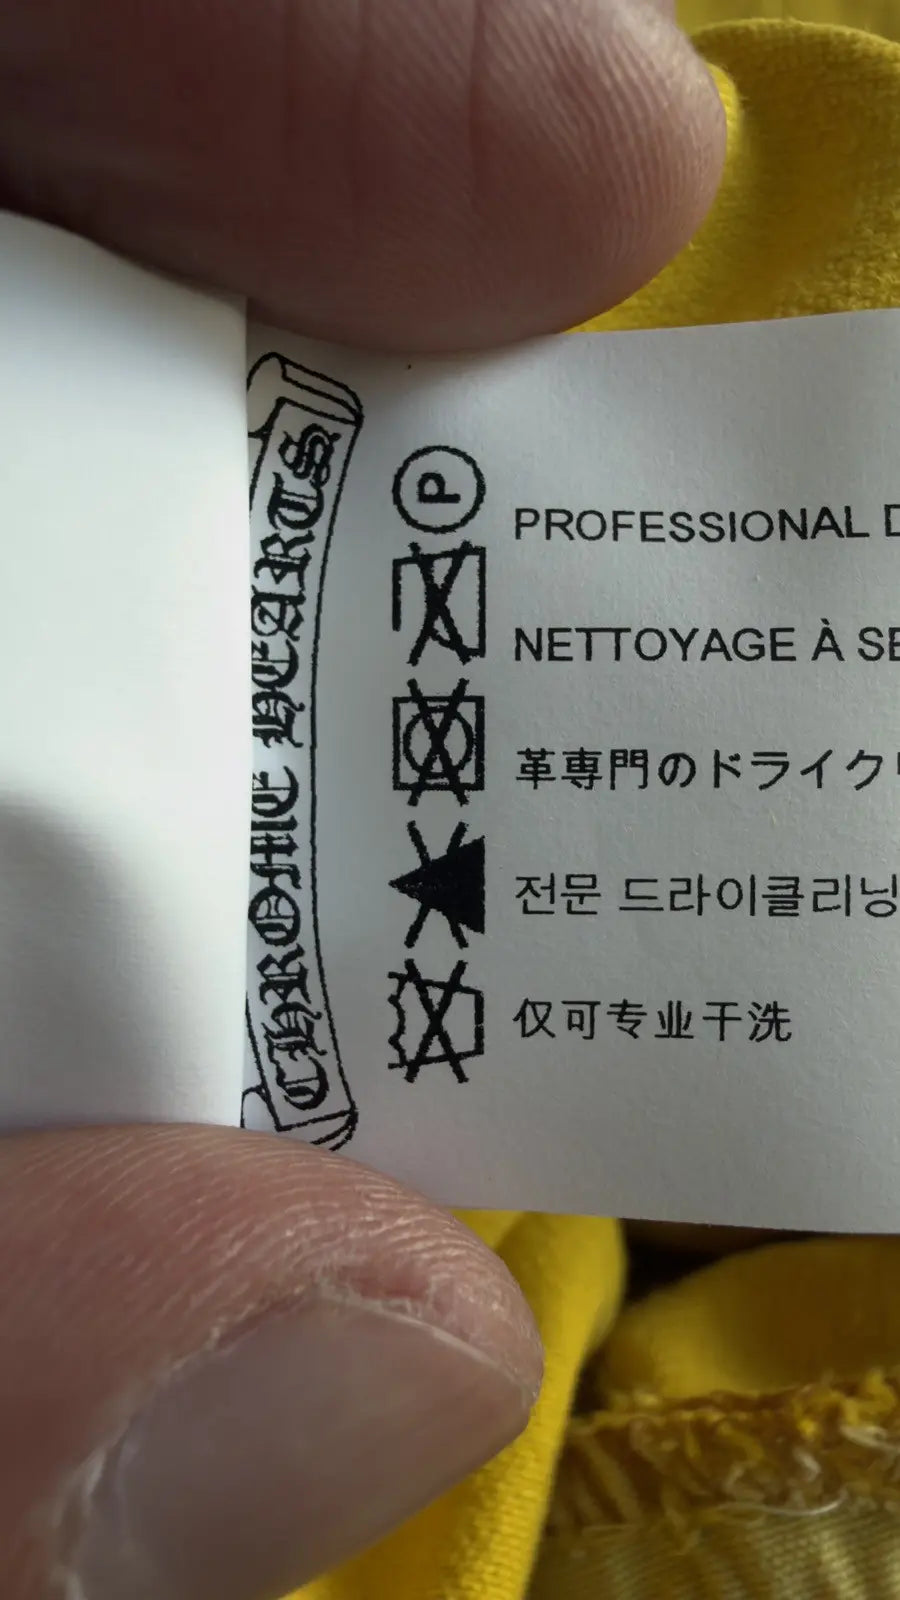 CHROME HEARTS
P
PROFESSIONAL D
NETTOYAGE À SE
革専門のドライク
전문 드라이클리닝
仅可专业干洗